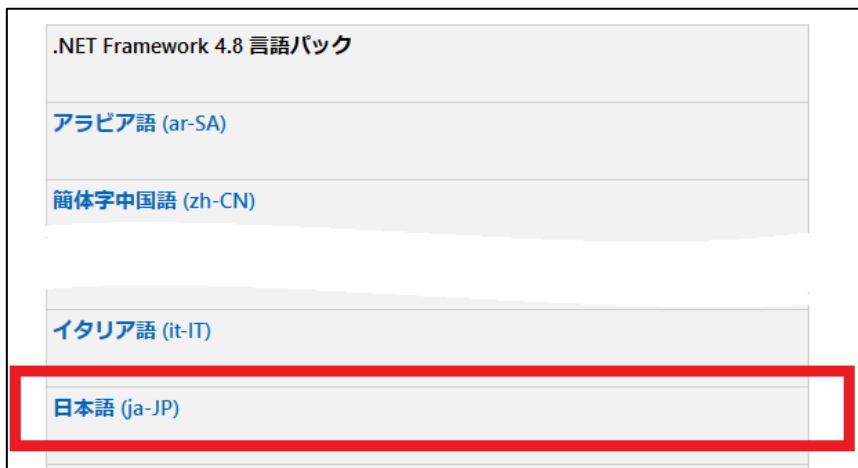 .NET Framework 4.8 言語パック
アラビア語 (ar-SA)
簡体字中国語 (zh-CN)
イタリア語 (it-IT)
日本語 (ja-JP)